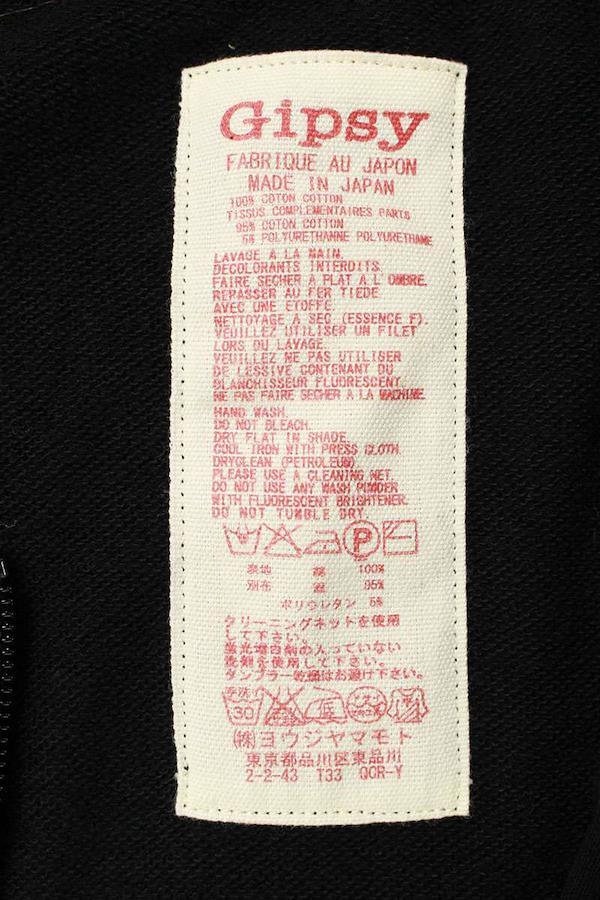 Gipsy
FABRIQUE AU JAPON
MADE IN JAPAN
100% COTON COTTON
TISSUS COMPLEMENTAIRES PARTS
95% COTON COTTON
5% POLYURETHANNE POLYURETHANE
LAVAGE A LA MAIN.
DECOLORANTS INTERDITS.
FAIRE SECHER A PLAT A L OMBRE.
REPASSER AU FER TIEDE
AVEC UNE ETOFFE.
NETTOYAGE A SEC (ESSENCE F).
VEUILLEZ UTILISER UN FILET
LORS DU LAVAGE.
VEUILLEZ NE PAS UTILISER
DE LESSIVE CONTENANT DU
BLANCHISSEUR FLUORESCENT.
NE PAS FAIRE SECHER A LA MACHINE.
HAND WASH.
DO NOT BLEACH.
DRY FLAT IN SHADE.
COOL IRON WITH PRESS CLOTH.
DRYCLEAN (PETROLEUM)
PLEASE USE A CLEANING NET.
DO NOT USE ANY WASH POWDER
WITH FLUORESCENT BRIGHTENER.
DO NOT TUMBLE DRY.
P
表地 綿 100%
別布 綿 95%
ポリウレタン 5%
クリーニングネットを使用
して下さい。
蛍光増白剤の入っていない
洗剤を使用して下さい。
タンブラー乾燥はお避け下さい。
手洗イ
30 低
㈱ヨウジヤマモト
東京都品川区東品川
2-2-43 T33 QCR-Y